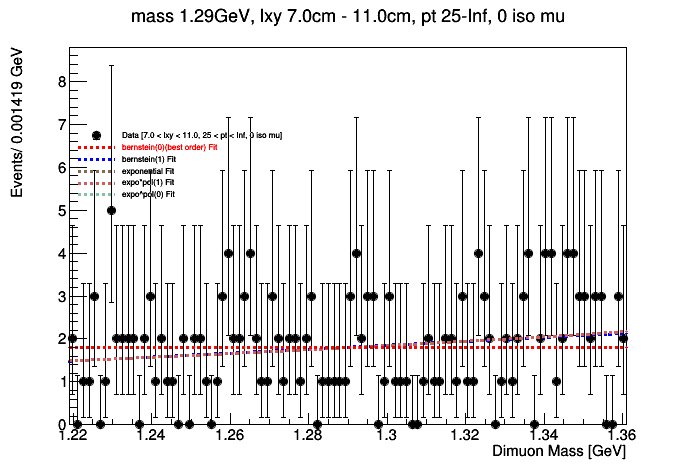 mass 1.29GeV, lxy 7.0cm - 11.0cm, pt 25-Inf, 0 iso mu
Events/ 0.001419 GeV
8
7
6
5
4
3
2
1
0
Data [7.0 < lxy < 11.0, 25 < pt < Inf, 0 iso mu]
bernstein(0)(best order) Fit
bernstein(1) Fit
exponential Fit
expo*pol(1) Fit
expo*pol(0) Fit
1.22 1.24 1.26 1.28 1.3 1.32 1.34 1.36
Dimuon Mass [GeV]